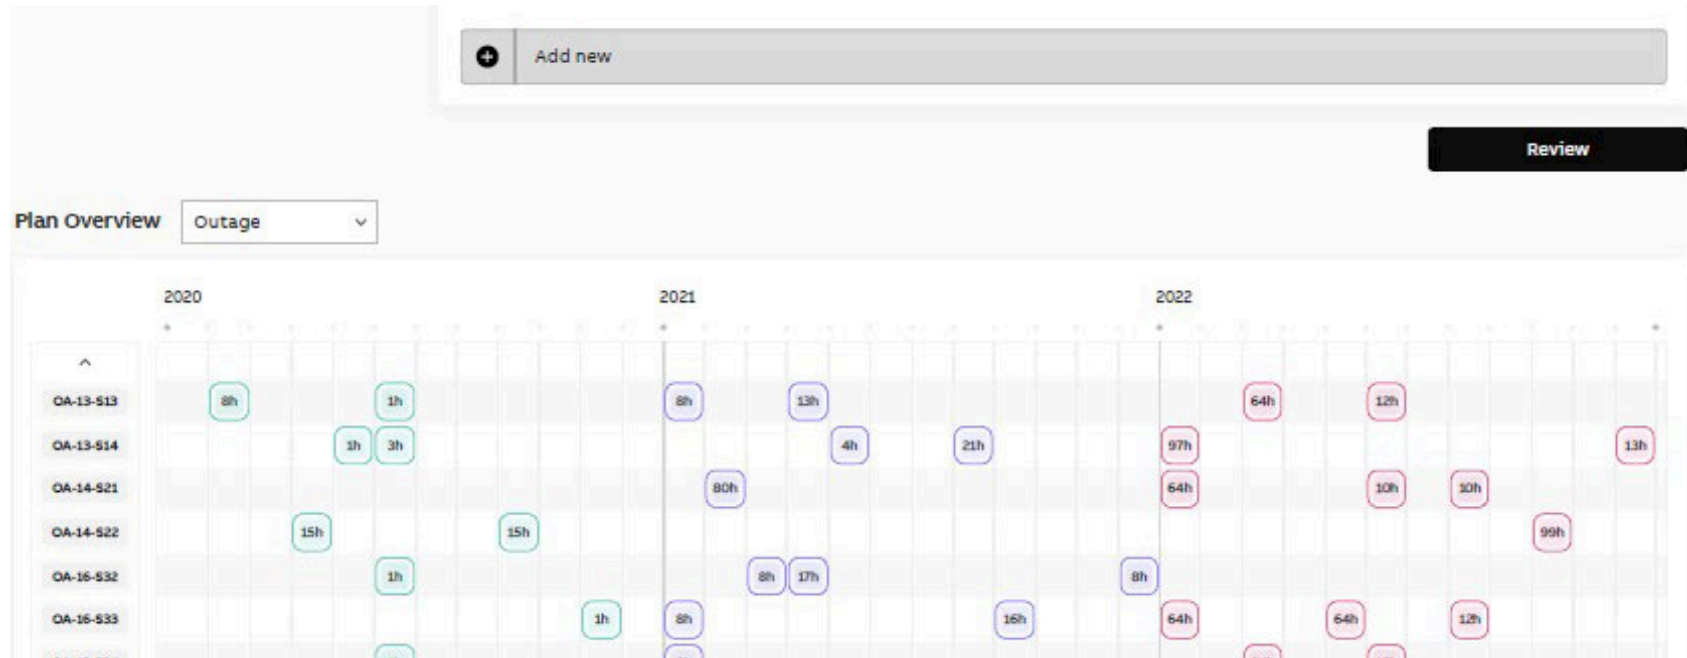 Add new
Review
Plan Overview Outage
2020 2021 2022
OA-13-S13 8h 1h 8h 13h 64h 12h
OA-13-S14 1h 3h 4h 21h 97h 13h
OA-14-S21 80h 64h 10h 10h
OA-14-S22 15h 15h 99h
OA-16-S32 1h 8h 17h 8h
OA-16-S33 1h 8h 16h 64h 64h 12h